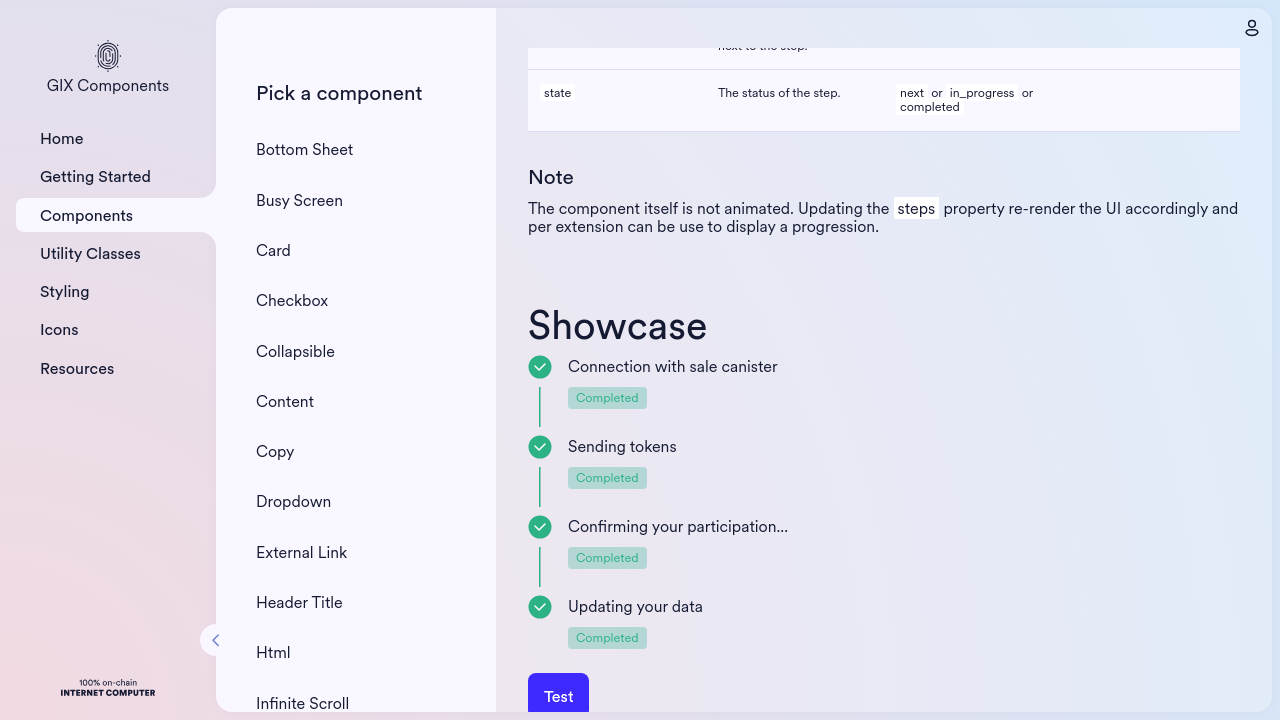 GIX Components
Home
Getting Started
Components
Utility Classes
Styling
Icons
Resources
100% on-chain
INTERNET COMPUTER
Pick a component
Bottom Sheet
Busy Screen
Card
Checkbox
Collapsible
Content
Copy
Dropdown
External Link
Header Title
Html
Infinite Scroll
next to the step.
state The status of the step. next or in_progress or
completed
Note
The component itself is not animated. Updating the steps property re-render the UI accordingly and
per extension can be use to display a progression.
Showcase
Connection with sale canister
Completed
Sending tokens
Completed
Confirming your participation...
Completed
Updating your data
Completed
Test